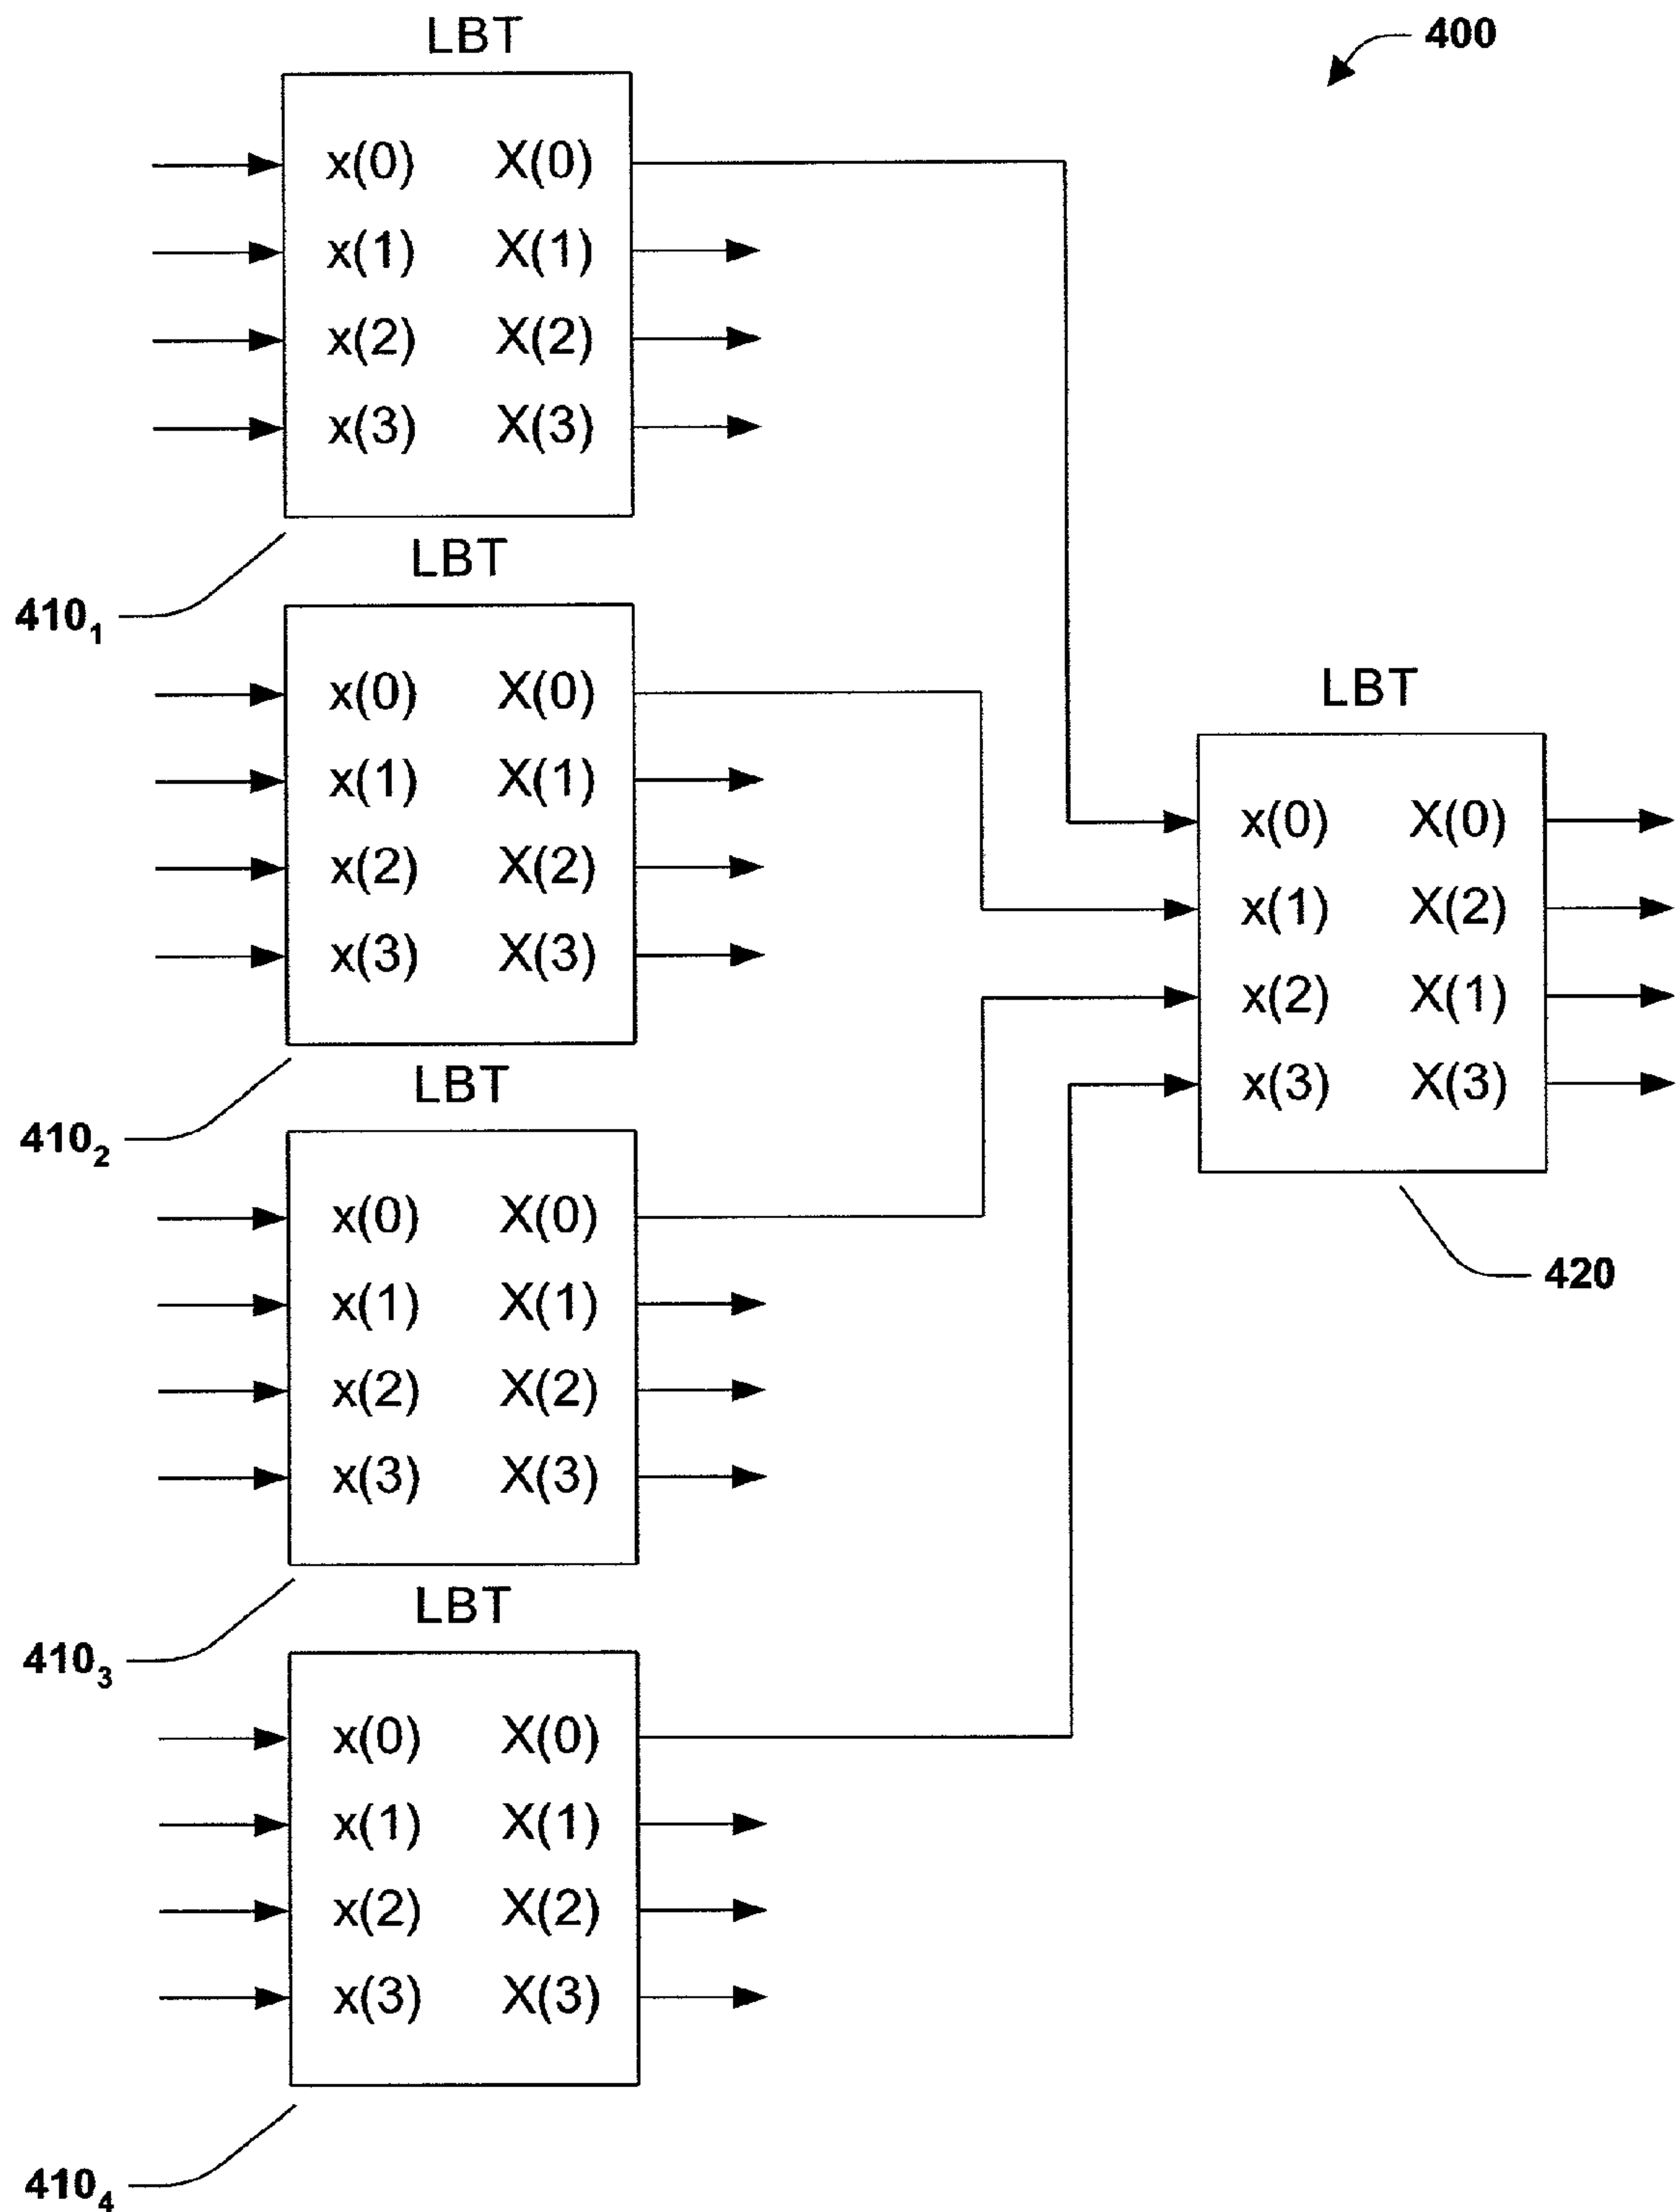 LBT
400
x(0) X(0)
x(1) X(1)
x(2) X(2)
x(3) X(3)
410₁
LBT
x(0) X(0)
x(1) X(1)
x(2) X(2)
x(3) X(3)
410₂
LBT
x(0) X(0)
x(1) X(1)
x(2) X(2)
x(3) X(3)
410₃
LBT
x(0) X(0)
x(1) X(1)
x(2) X(2)
x(3) X(3)
410₄
LBT
x(0) X(0)
x(1) X(2)
x(2) X(1)
x(3) X(3)
420